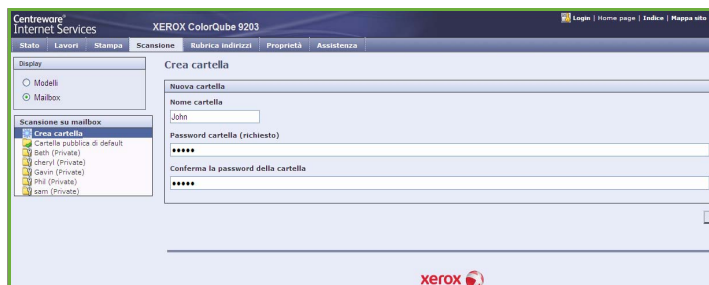 Centreware®
Internet Services
XEROX ColorQube 9203
Login | Home page | Indice | Mappa sito
Stato Lavori Stampa Scansione Rubrica indirizzi Proprietà Assistenza
Display
Modelli
Mailbox
Scansione su mailbox
Crea cartella
Cartella pubblica di default
Beth (Private)
cheryl (Private)
Gavin (Private)
Phil (Private)
sam (Private)
Crea cartella
Nuova cartella
Nome cartella
John
Password cartella (richiesto)
•••••
Conferma la password della cartella
•••••
xerox